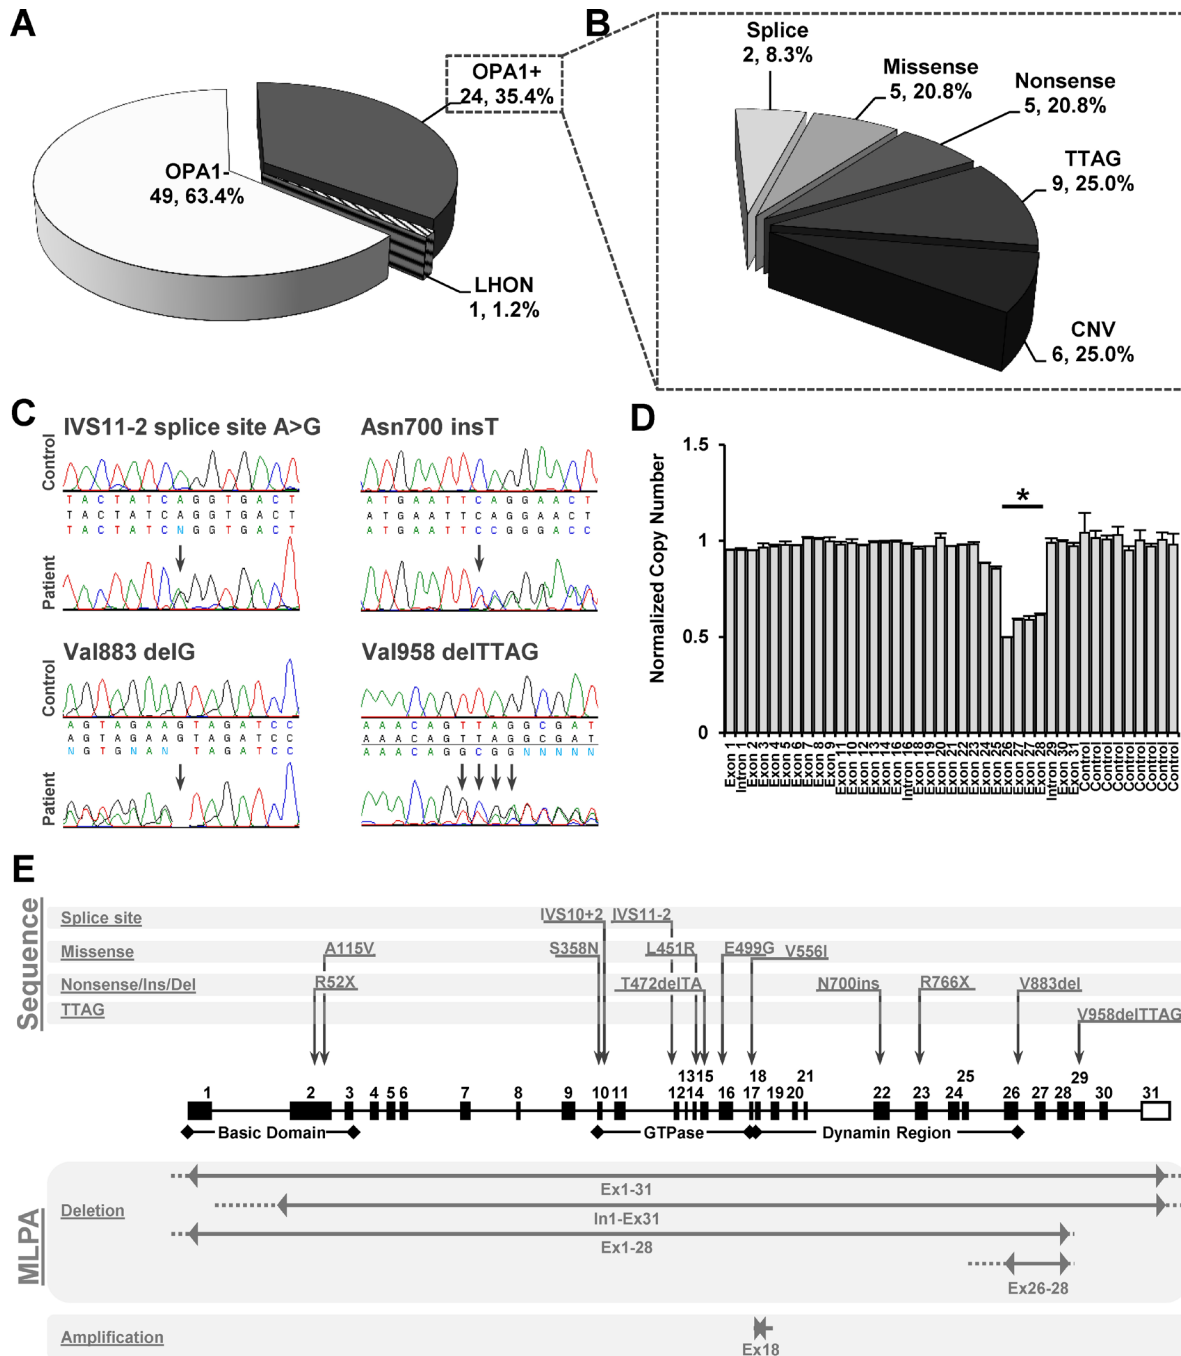 A
OPA1+
24, 35.4%
OPA1-
49, 63.4%
LHON
1, 1.2%
B
Splice
2, 8.3%
Missense
5, 20.8%
Nonsense
5, 20.8%
TTAG
9, 25.0%
CNV
6, 25.0%
C
IVS11-2 splice site A>G
Control
T A C T A T C A G G T G A C T
T A C T A T C A G G T G A C T
T A C T A T C N G G T G A C T
Patient
Asn700 insT
A T G A A T T C A G G A A C T
A T G A A T T C A G G A A C T
A T G A A T T C C G G A C C
Val883 delG
Control
A G T A G A A G T A G A T C C
A G T A G A A G T A G A T C C
N G T G N A N T A G A T C C
Patient
Val958 delTTAG
A A A C A G T T A G G C G A T
A A A C A G T T A G G C G A T
A A A C A G G C G G N N N N N
D
Normalized Copy Number
1.5
1
0.5
0
*
Exon 1
Intron 1
Exon 2
Exon 3
Exon 4
Exon 5
Exon 6
Exon 7
Exon 8
Exon 9
Exon 11
Exon 10
Exon 12
Exon 13
Exon 14
Exon 16
Intron 16
Exon 18
Exon 19
Exon 20
Exon 21
Exon 22
Exon 23
Exon 24
Exon 25
Exon 26
Exon 27
Exon 27
Exon 28
Intron 29
Exon 30
Exon 31
Control
Control
Control
Control
Control
Control
Control
Control
Control
E
Sequence
Splice site
IVS10+2
IVS11-2
Missense
A115V
S358N
L451R
E499G
V556I
Nonsense/Ins/Del
R52X
T472delTA
N700ins
R766X
V883del
TTAG
V958delTTAG
1 2 3 4 5 6 7 8 9 10 11 12 13 14 15 16 17 18 19 20 21 22 23 24 25 26 27 28 29 30 31
Basic Domain
GTPase
Dynamin Region
MLPA
Deletion
Ex1-31
In1-Ex31
Ex1-28
Ex26-28
Amplification
Ex18